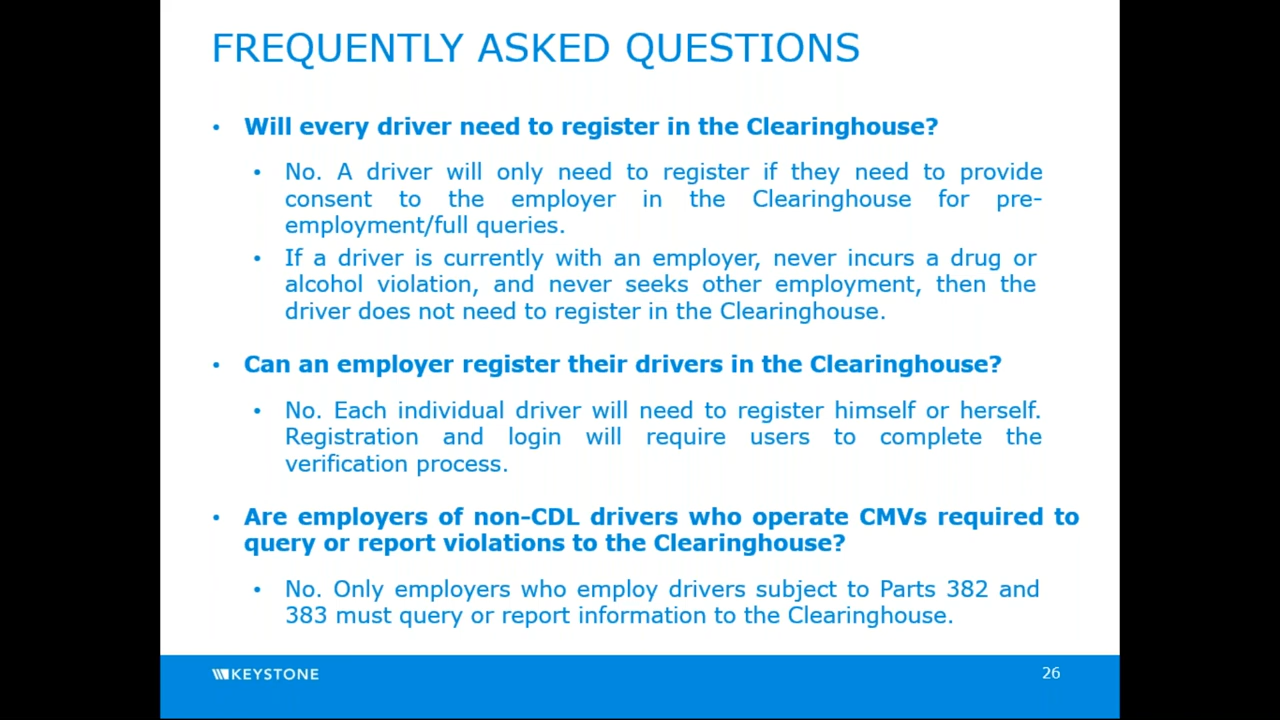 FREQUENTLY ASKED QUESTIONS
• Will every driver need to register in the Clearinghouse?
• No. A driver will only need to register if they need to provide
consent to the employer in the Clearinghouse for pre-
employment/full queries.
• If a driver is currently with an employer, never incurs a drug or
alcohol violation, and never seeks other employment, then the
driver does not need to register in the Clearinghouse.
• Can an employer register their drivers in the Clearinghouse?
• No. Each individual driver will need to register himself or herself.
Registration and login will require users to complete the
verification process.
• Are employers of non-CDL drivers who operate CMVs required to
query or report violations to the Clearinghouse?
• No. Only employers who employ drivers subject to Parts 382 and
383 must query or report information to the Clearinghouse.
KEYSTONE
26